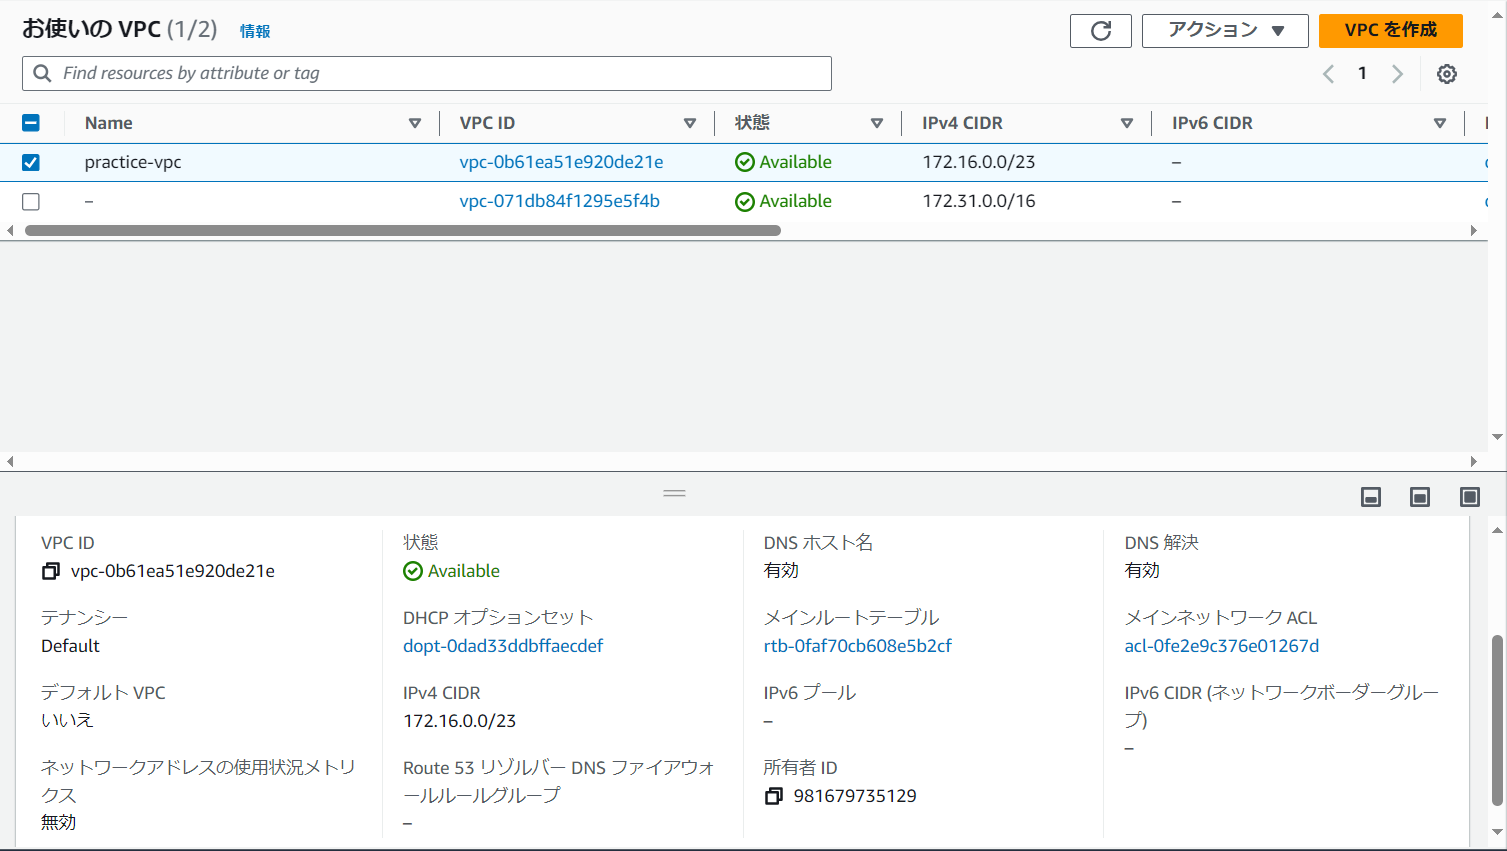 お使いの VPC (1/2) 情報
アクション
VPC を作成
Find resources by attribute or tag
1
Name VPC ID 状態 IPv4 CIDR IPv6 CIDR
practice-vpc vpc-0b61ea51e920de21e Available 172.16.0.0/23 –
– vpc-071db84f1295e5f4b Available 172.31.0.0/16 –
VPC ID
vpc-0b61ea51e920de21e
状態
Available
DNS ホスト名
有効
DNS 解決
有効
テナンシー
Default
DHCP オプションセット
dopt-0dad33ddbffaecdef
メインルートテーブル
rtb-0faf70cb608e5b2cf
メインネットワーク ACL
acl-0fe2e9c376e01267d
デフォルト VPC
いいえ
IPv4 CIDR
172.16.0.0/23
IPv6 プール
–
IPv6 CIDR (ネットワークボーダーグルー
プ)
–
ネットワークアドレスの使用状況メトリ
クス
無効
Route 53 リゾルバー DNS ファイアウォ
ールルールグループ
–
所有者 ID
981679735129